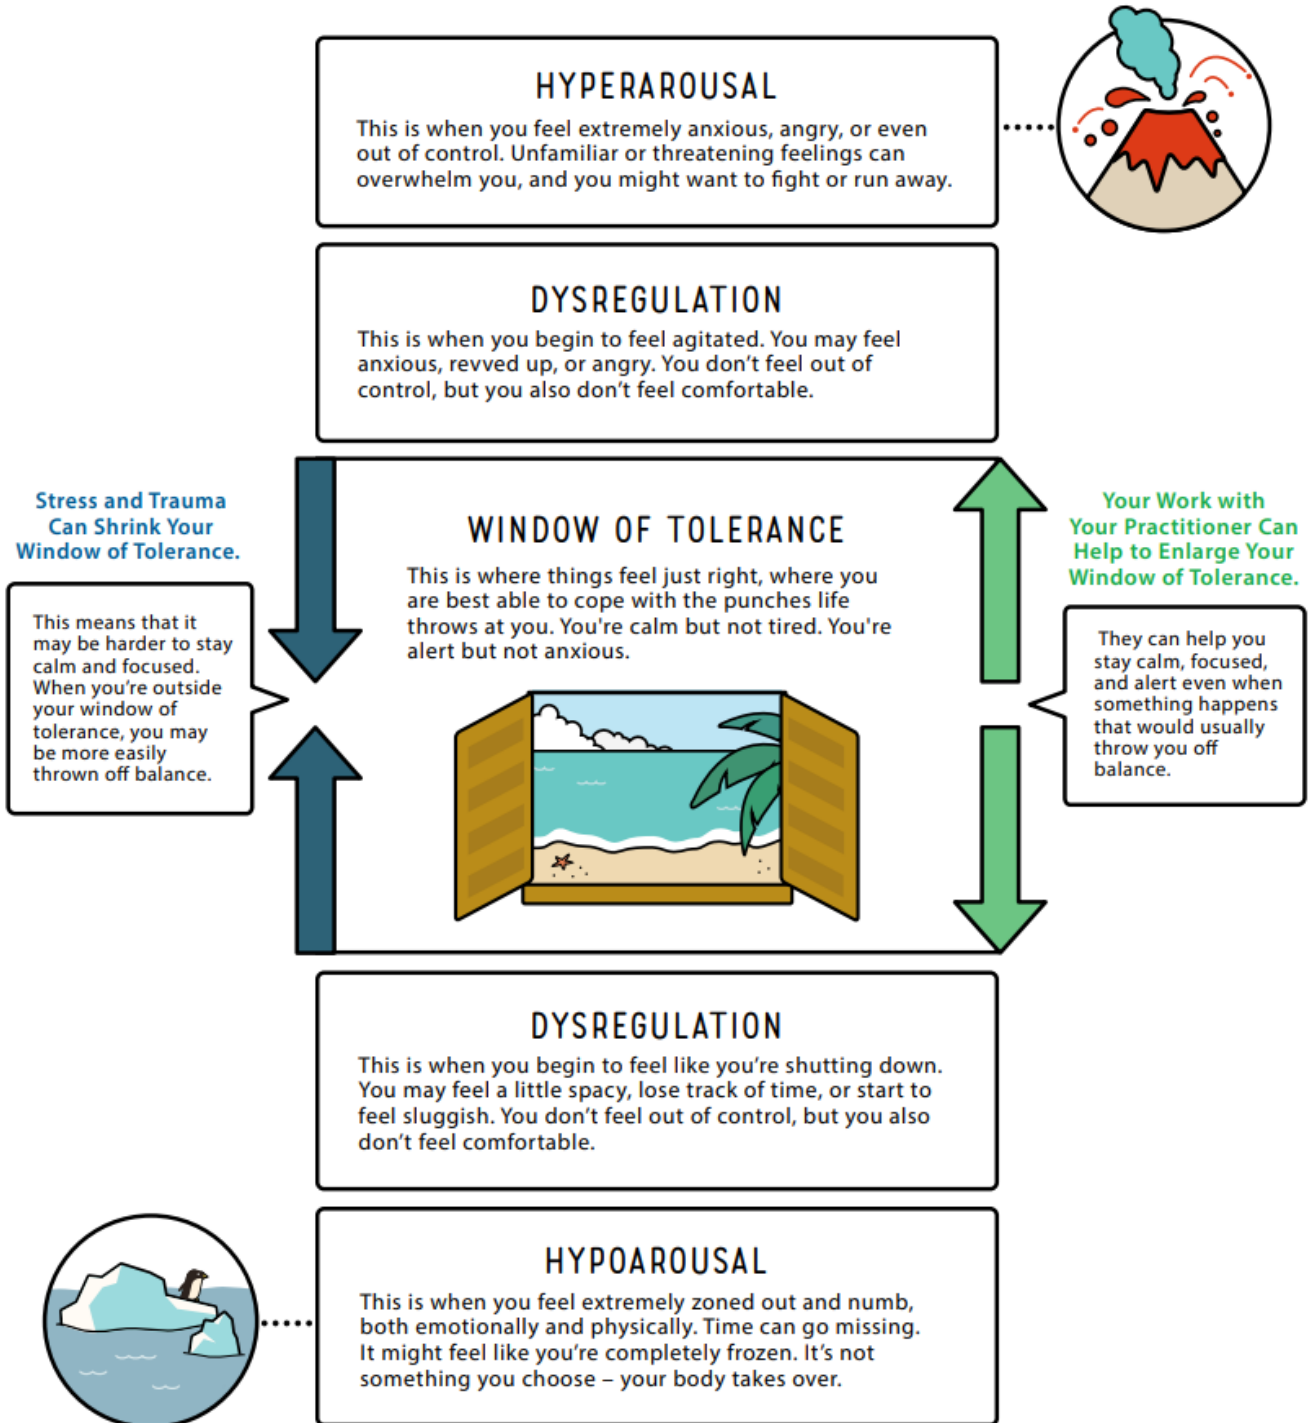 HYPERAROUSAL
This is when you feel extremely anxious, angry, or even
out of control. Unfamiliar or threatening feelings can
overwhelm you, and you might want to fight or run away.
DYSREGULATION
This is when you begin to feel agitated. You may feel
anxious, revved up, or angry. You don’t feel out of
control, but you also don’t feel comfortable.
Stress and Trauma
Can Shrink Your
Window of Tolerance.
This means that it
may be harder to stay
calm and focused.
When you’re outside
your window of
tolerance, you may
be more easily
thrown off balance.
WINDOW OF TOLERANCE
This is where things feel just right, where you
are best able to cope with the punches life
throws at you. You're calm but not tired. You're
alert but not anxious.
Your Work with
Your Practitioner Can
Help to Enlarge Your
Window of Tolerance.
They can help you
stay calm, focused,
and alert even when
something happens
that would usually
throw you off
balance.
DYSREGULATION
This is when you begin to feel like you’re shutting down.
You may feel a little spacy, lose track of time, or start to
feel sluggish. You don’t feel out of control, but you also
don’t feel comfortable.
HYPOAROUSAL
This is when you feel extremely zoned out and numb,
both emotionally and physically. Time can go missing.
It might feel like you’re completely frozen. It’s not
something you choose – your body takes over.